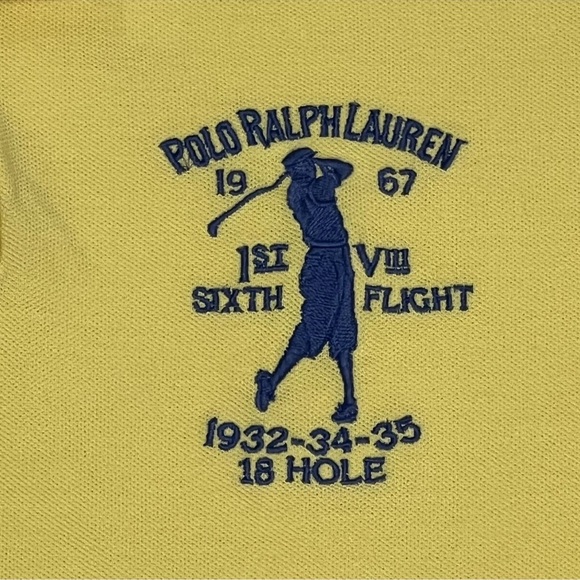 POLO RALPH LAUREN
19 67
1ST VIII
SIXTH FLIGHT
1932-34-35
18 HOLE